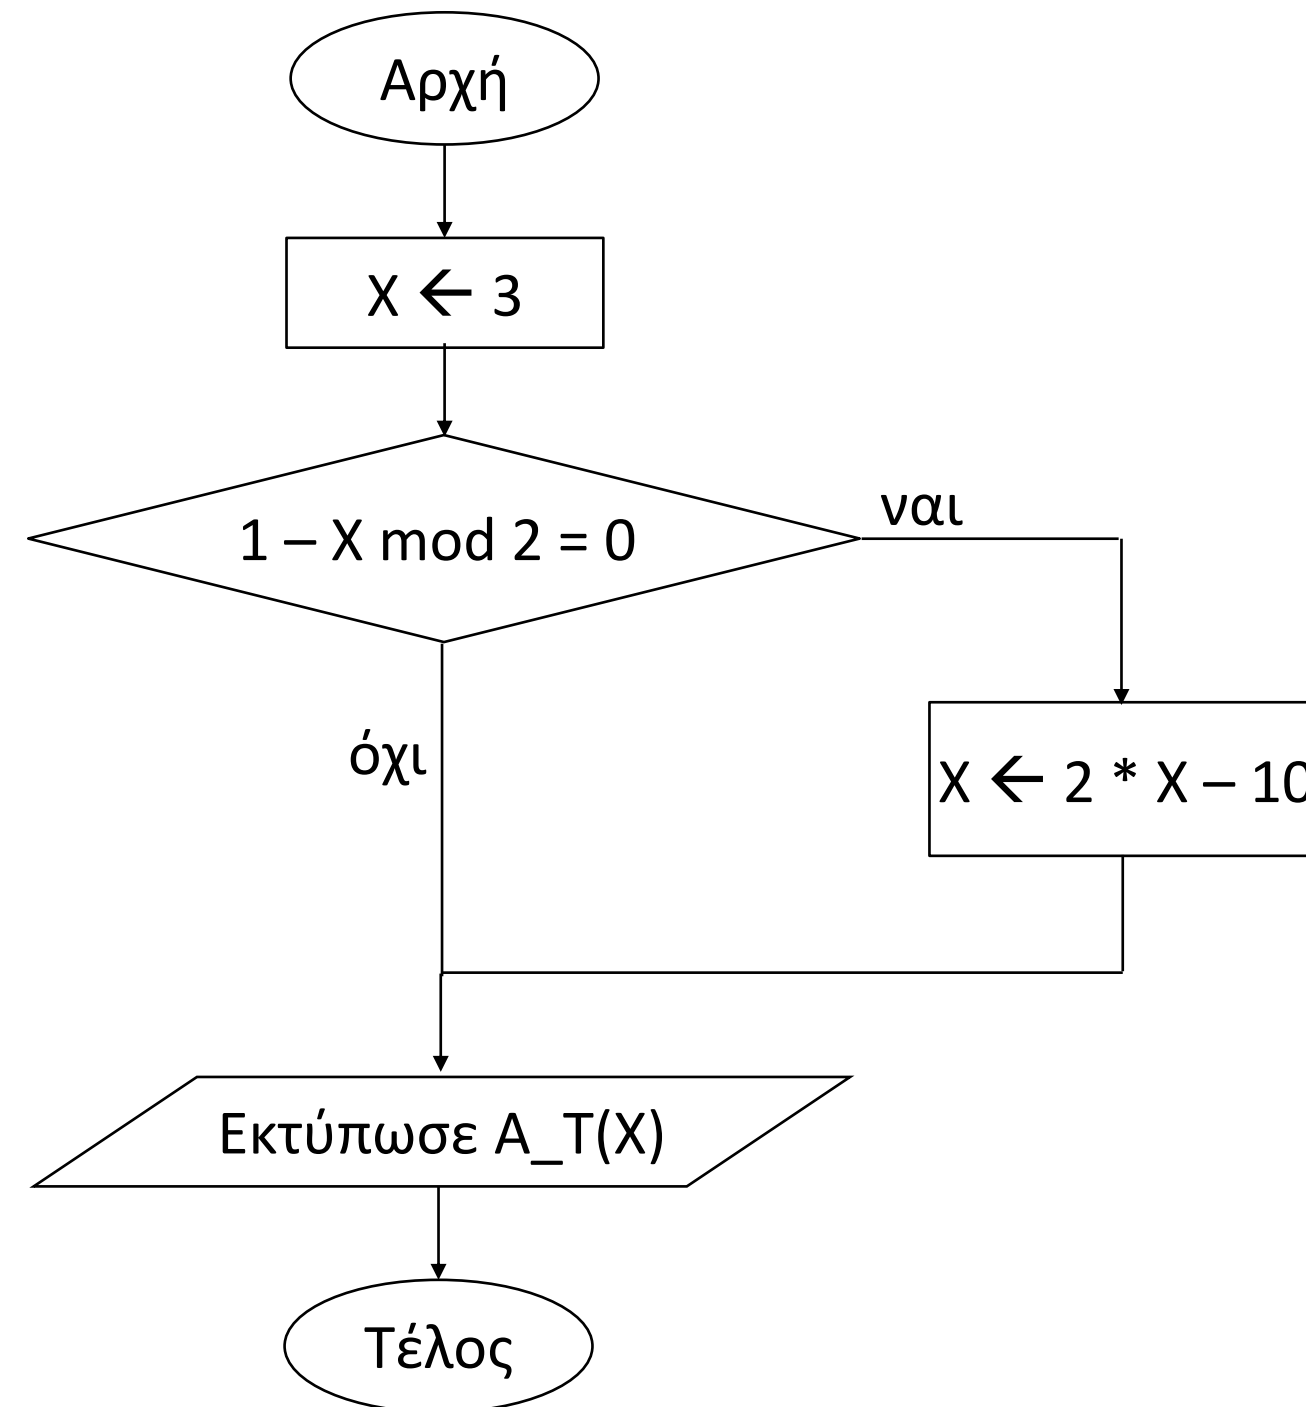 Αρχή
X ← 3
1 – X mod 2 = 0
ναι
όχι
X ← 2 * X – 10
Εκτύπωσε Α_Τ(Χ)
Τέλος